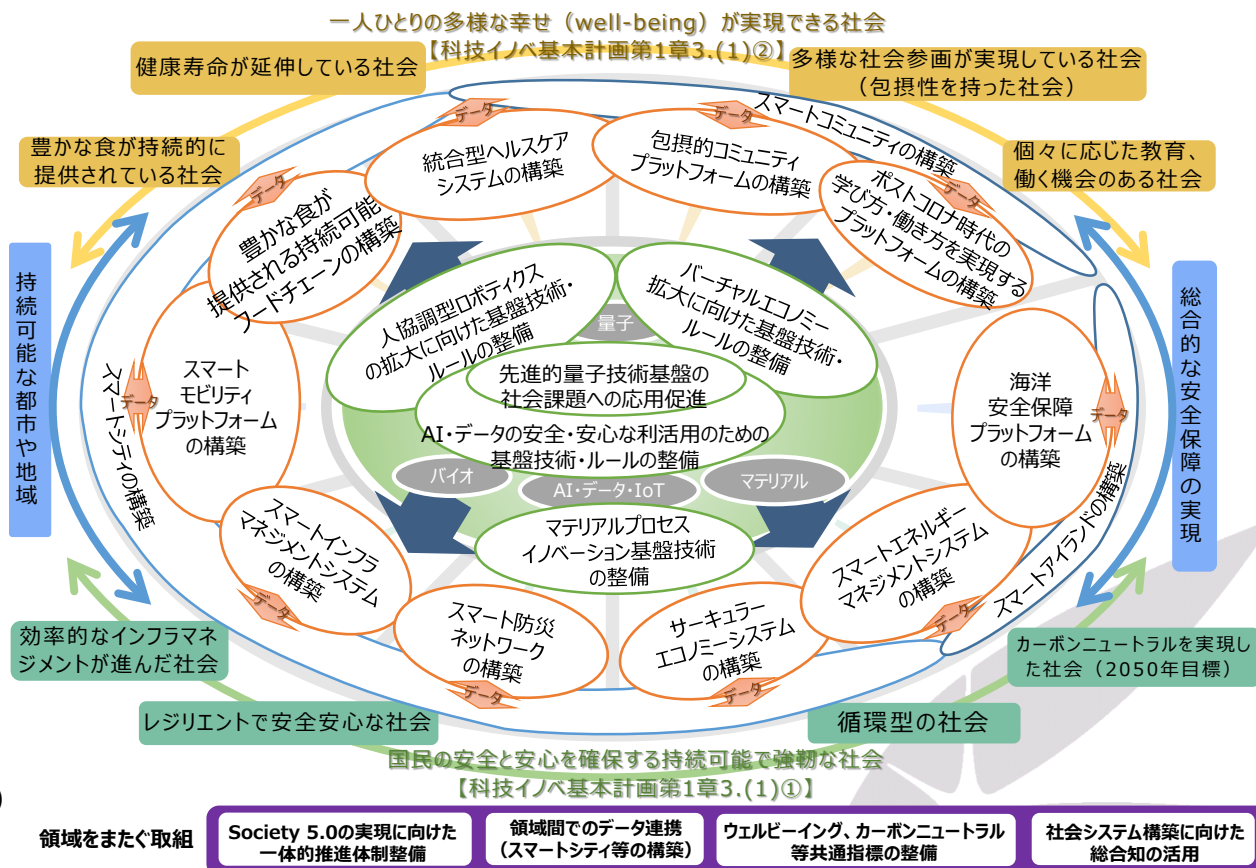 一人ひとりの多様な幸せ（well-being）が実現できる社会
【科技イノベ基本計画第1章3.(1)②】
健康寿命が延伸している社会
多様な社会参画が実現している社会
（包摂性を持った社会）
豊かな食が持続的に
提供されている社会
個々に応じた教育、
働く機会のある社会
データ
統合型ヘルスケア
システムの構築
データ
包摂的コミュニティ
プラットフォームの構築
スマートコミュニティの構築
データ
豊かな食が
提供される持続可能な
フードチェーンの構築
データ
ポストコロナ時代の
学び方・働き方を実現する
プラットフォームの構築
持続可能な都市や地域
総合的な安全保障の実現
人協調型ロボティクス
の拡大に向けた基盤技術・
ルールの整備
量子
バーチャルエコノミー
拡大に向けた基盤技術・
ルールの整備
先進的量子技術基盤の
社会課題への応用促進
AI・データの安全・安心な利活用のための
基盤技術・ルールの整備
バイオ
AI・データ・IoT
マテリアル
マテリアルプロセス
イノベーション基盤技術
の整備
データ
スマート
モビリティ
プラットフォーム
の構築
スマートシティの構築
海洋
安全保障
プラットフォーム
の構築
データ
スマートアイランドの構築
スマートインフラ
マネジメントシステム
の構築
データ
スマート防災
ネットワーク
の構築
データ
サーキュラー
エコノミーシステム
の構築
データ
スマートエネルギー
マネジメントシステム
の構築
データ
効率的なインフラマネ
ジメントが進んだ社会
カーボンニュートラルを実現し
た社会（2050年目標）
レジリエントで安全安心な社会
循環型の社会
国民の安全と安心を確保する持続可能で強靭な社会
【科技イノベ基本計画第1章3.(1)①】
領域をまたぐ取組
Society 5.0の実現に向けた
一体的推進体制整備
領域間でのデータ連携
（スマートシティ等の構築）
ウェルビーイング、カーボンニュートラル
等共通指標の整備
社会システム構築に向けた
総合知の活用